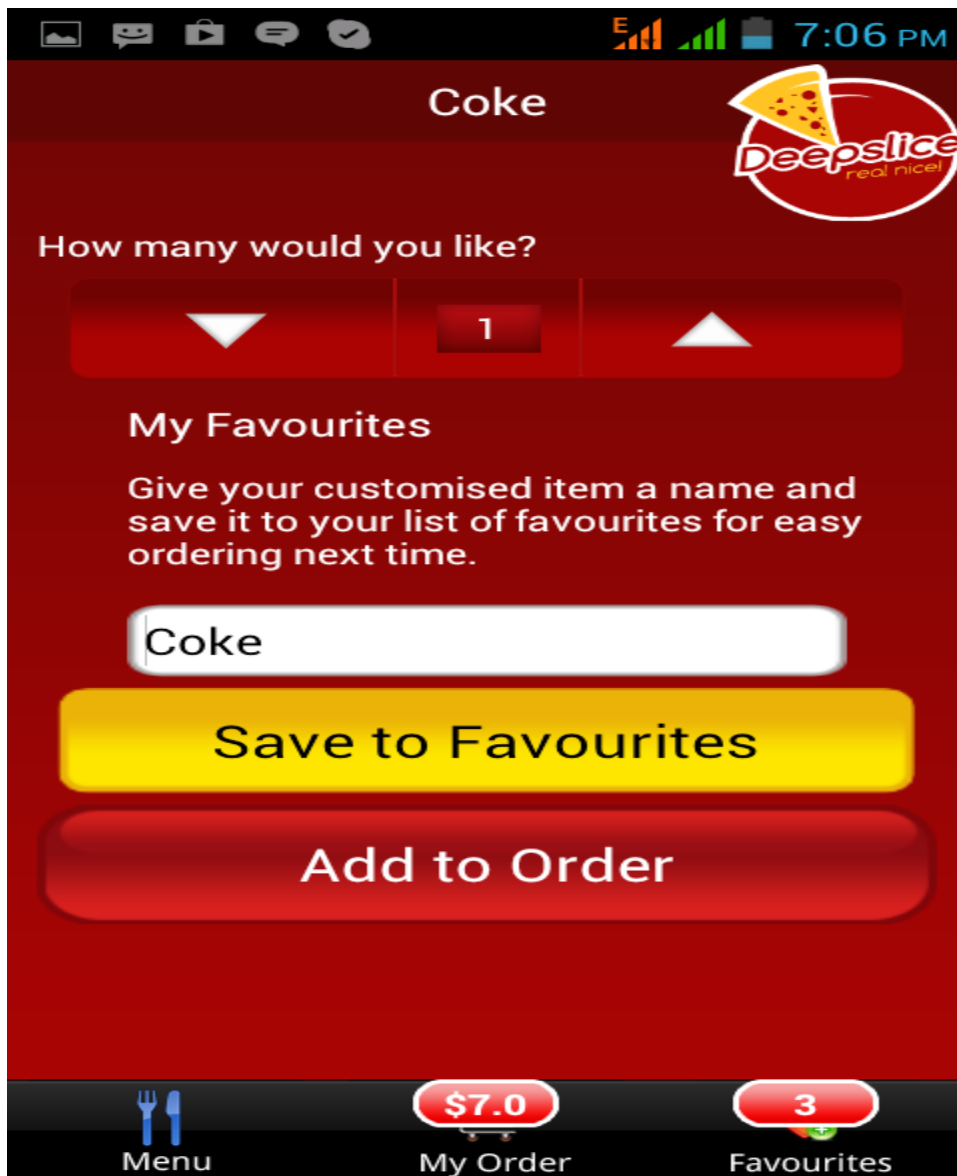 E 7:06 PM
Coke
Deepslice
real nice!
How many would you like?
1
My Favourites
Give your customised item a name and
save it to your list of favourites for easy
ordering next time.
Coke
Save to Favourites
Add to Order
$7.0 3
Menu My Order Favourites